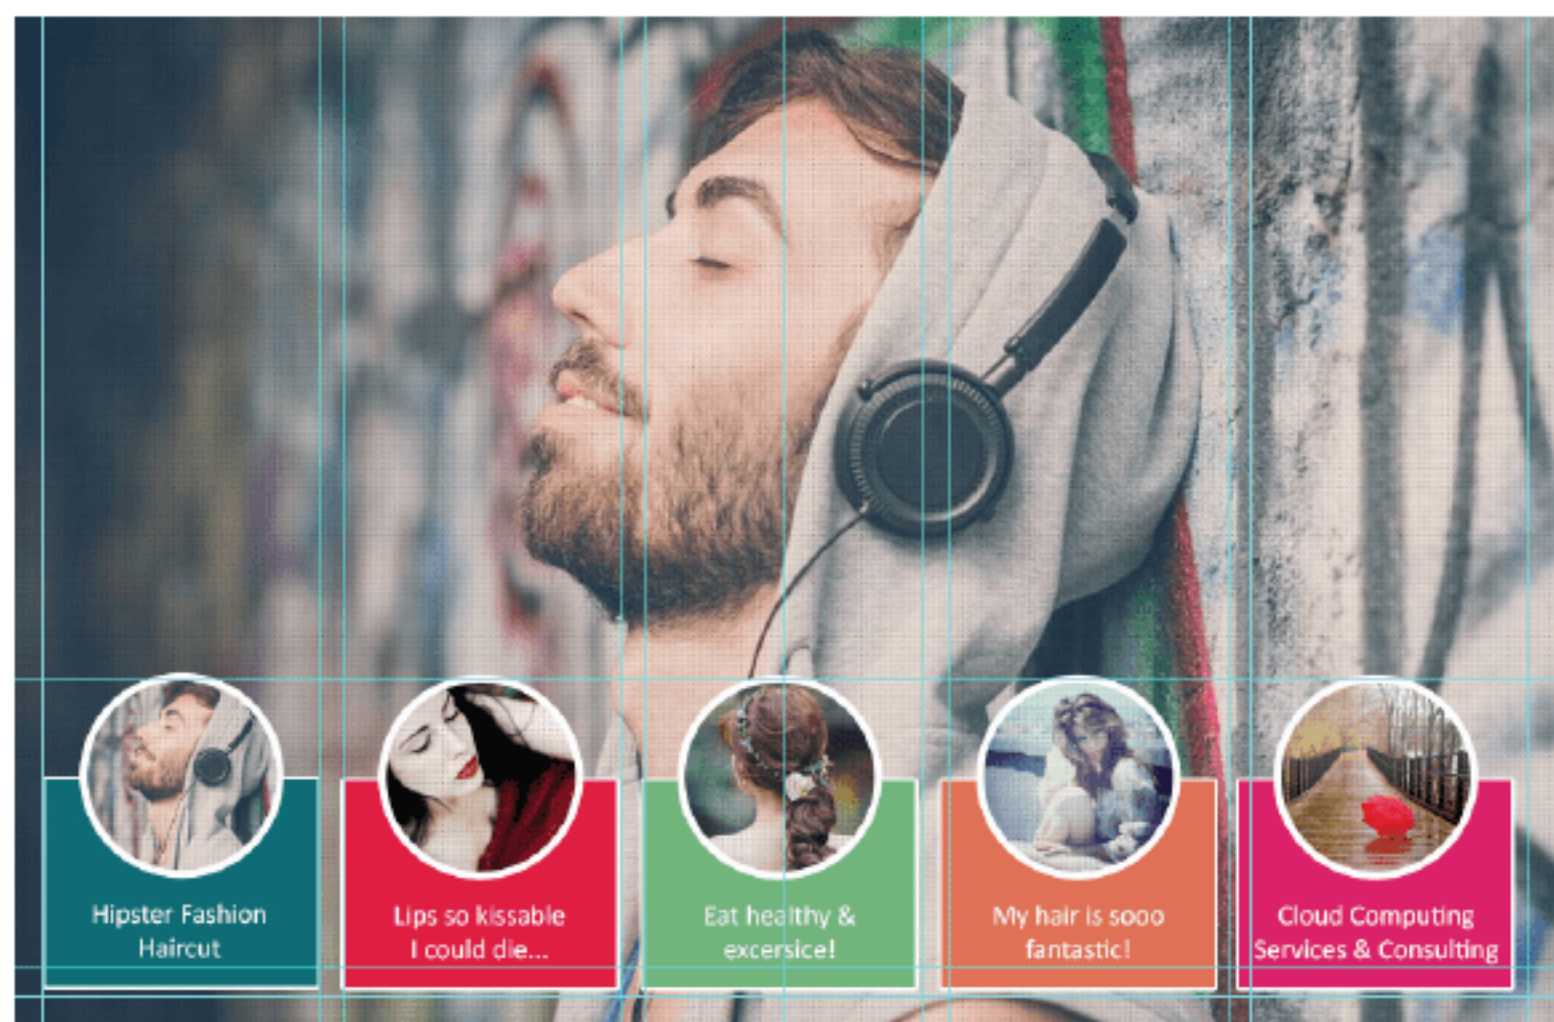 Hipster Fashion
Haircut
Lips so kissable
I could die...
Eat healthy &
excersice!
My hair is sooo
fantastic!
Cloud Computing
Services & Consulting